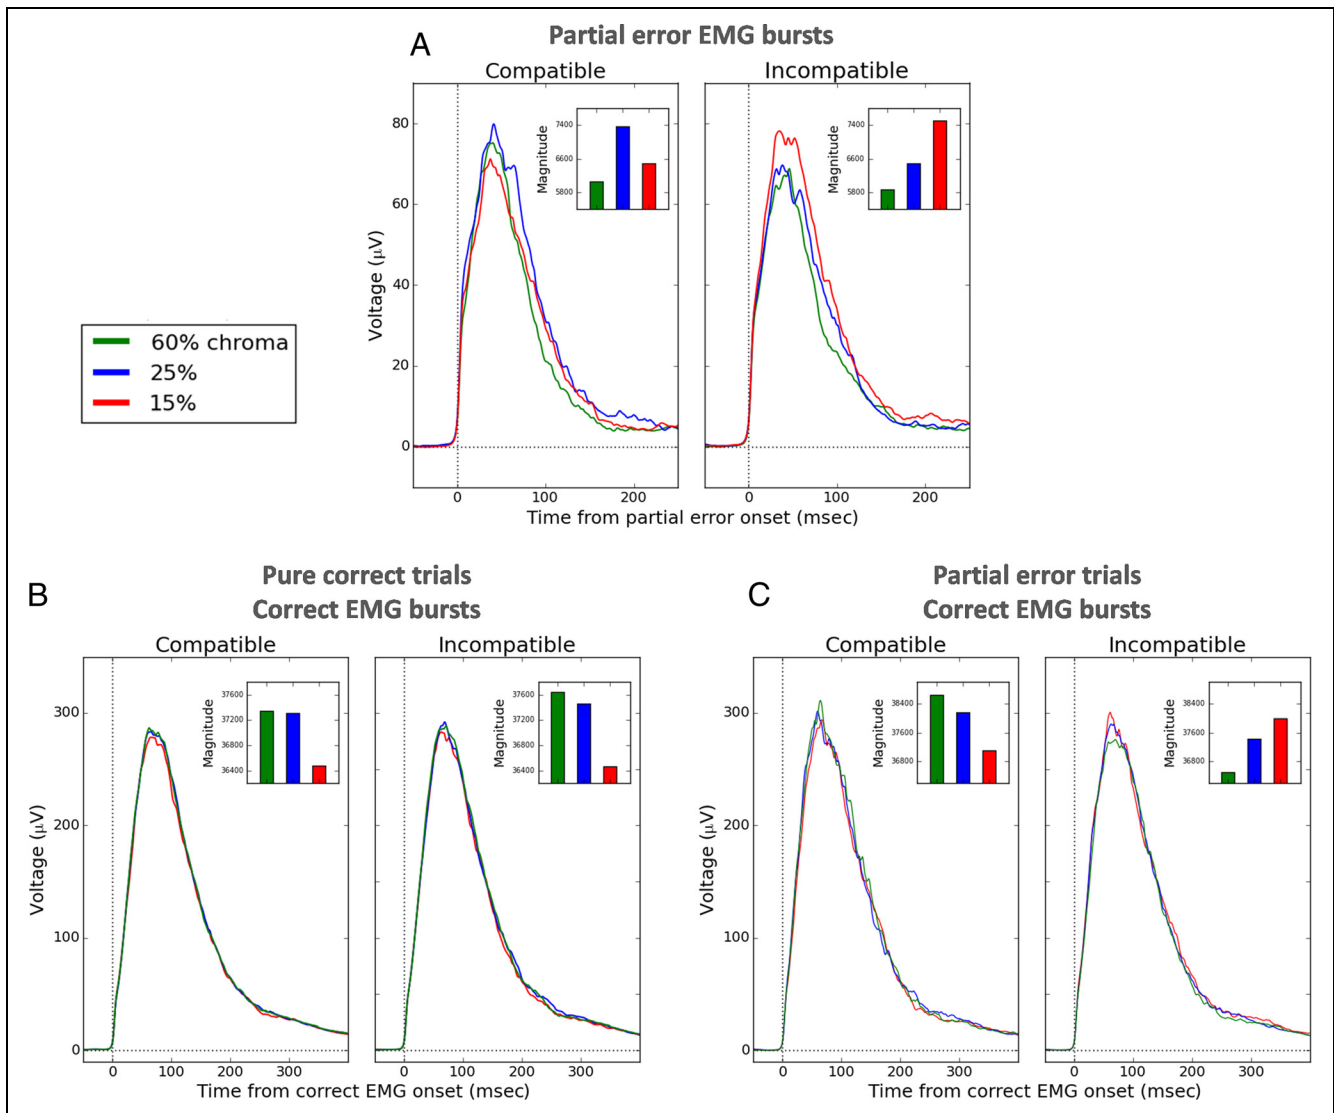 A
Partial error EMG bursts
Compatible
Incompatible
80
60
40
20
0
Voltage (μV)
Magnitude
7400
6600
5800
Magnitude
7400
6600
5800
0
100
200
0
100
200
Time from partial error onset (msec)
60% chroma
25%
15%
B
Pure correct trials
Correct EMG bursts
Compatible
Incompatible
300
200
100
0
Voltage (μV)
Magnitude
37600
37200
36800
36400
Magnitude
37600
37200
36800
36400
0
100
200
300
0
100
200
300
Time from correct EMG onset (msec)
C
Partial error trials
Correct EMG bursts
Compatible
Incompatible
300
200
100
0
Voltage (μV)
Magnitude
38400
37600
36800
Magnitude
38400
37600
36800
0
100
200
300
0
100
200
300
Time from correct EMG onset (msec)